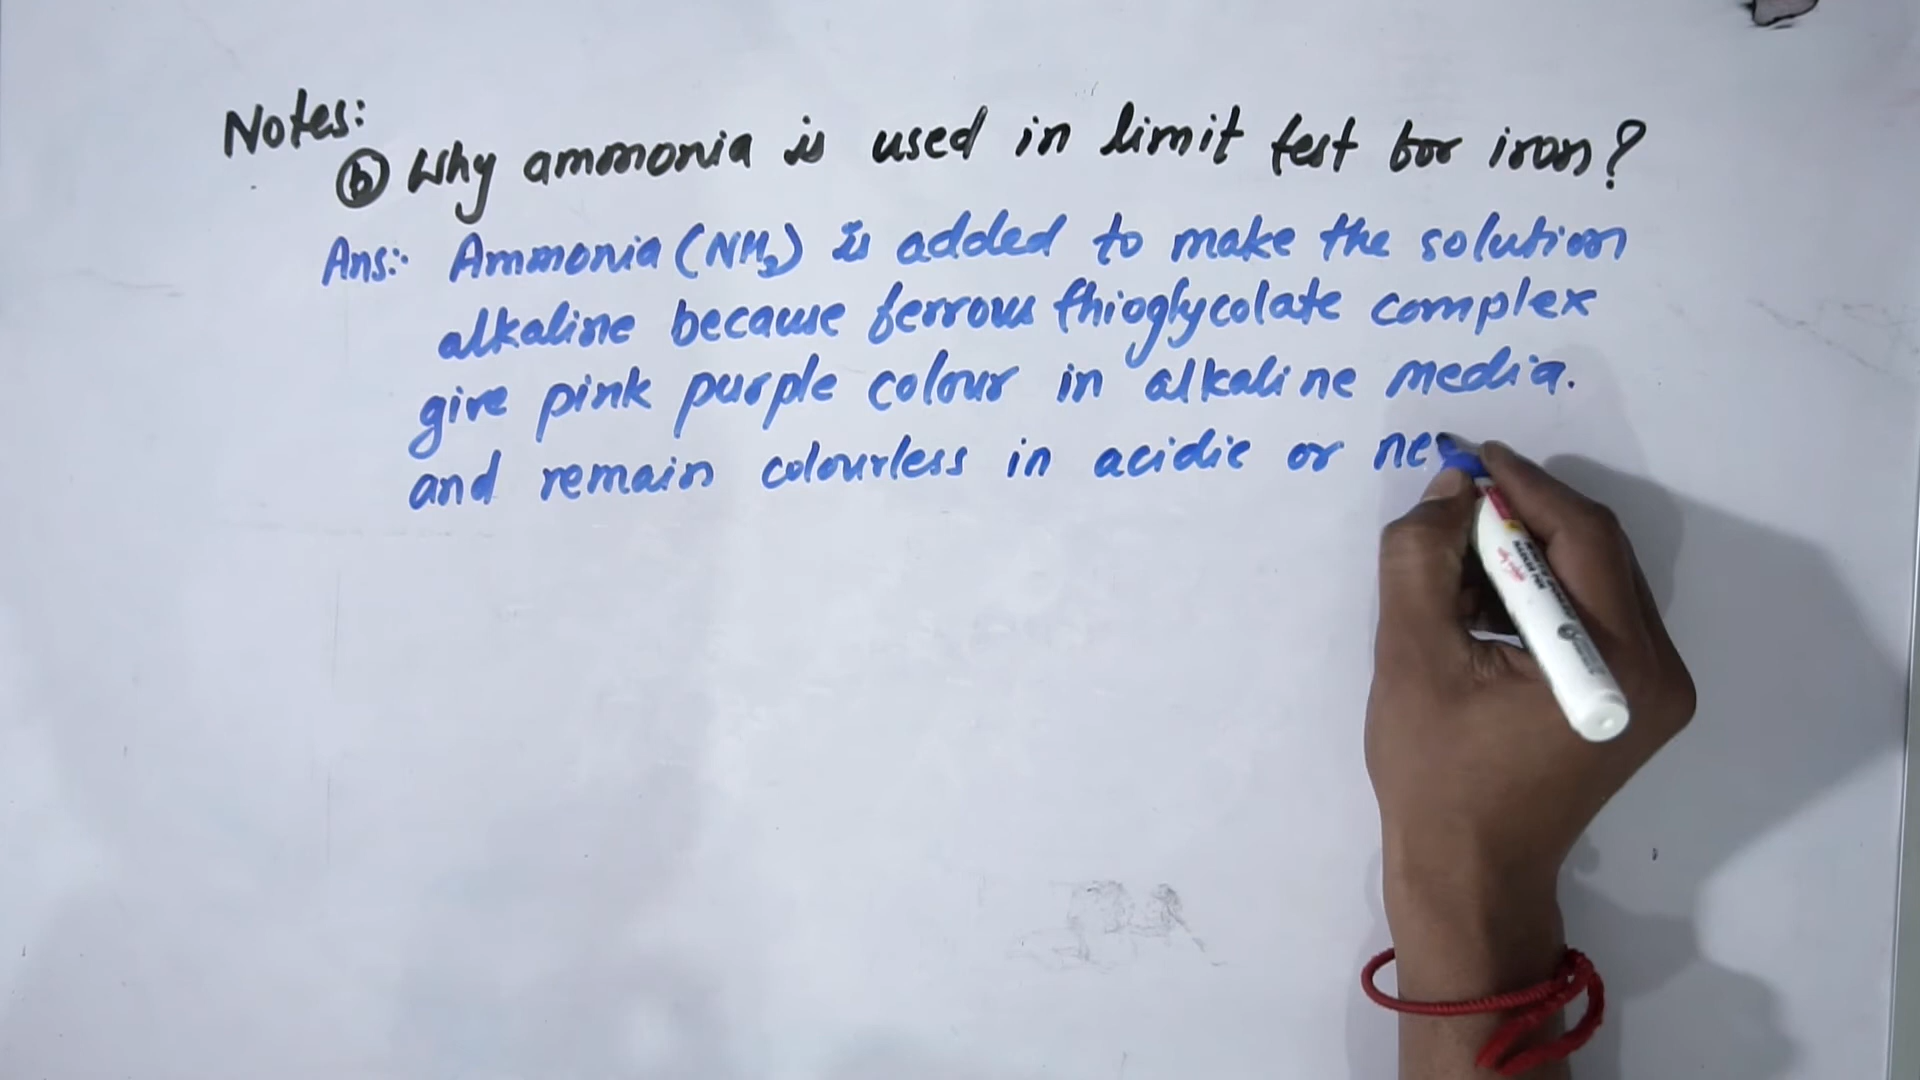 Notes:
ⓑ Why ammonia is used in limit test for iron?
Ans:- Ammonia (NH3) is added to make the solution
alkaline because ferrous thioglycolate complex
give pink purple colour in alkaline media.
and remain colourless in acidic or ne